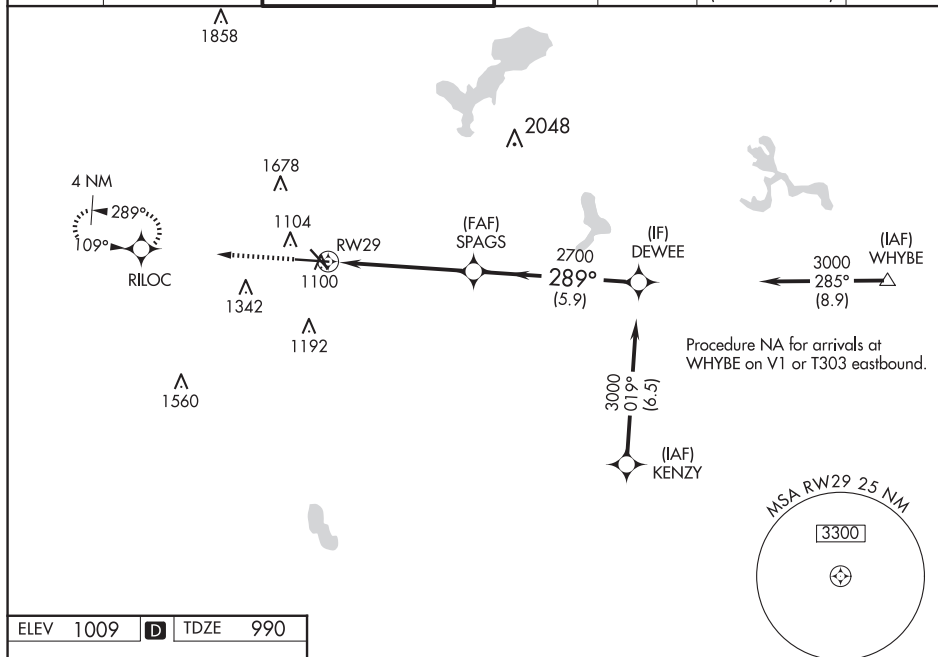 1858
2048
1678
4 NM
289°
1104
109°
RW29
RILOC
1100
1342
1192
1560
(FAF)
SPAGS
2700
289°
(5.9)
(IF)
DEWEE
3000
285°
(8.9)
(IAF)
WHYBE
Procedure NA for arrivals at
WHYBE on V1 or T303 eastbound.
3000
019°
(6.5)
(IAF)
KENZY
MSA RW29 25 NM
3300
ELEV 1009 D TDZE 990